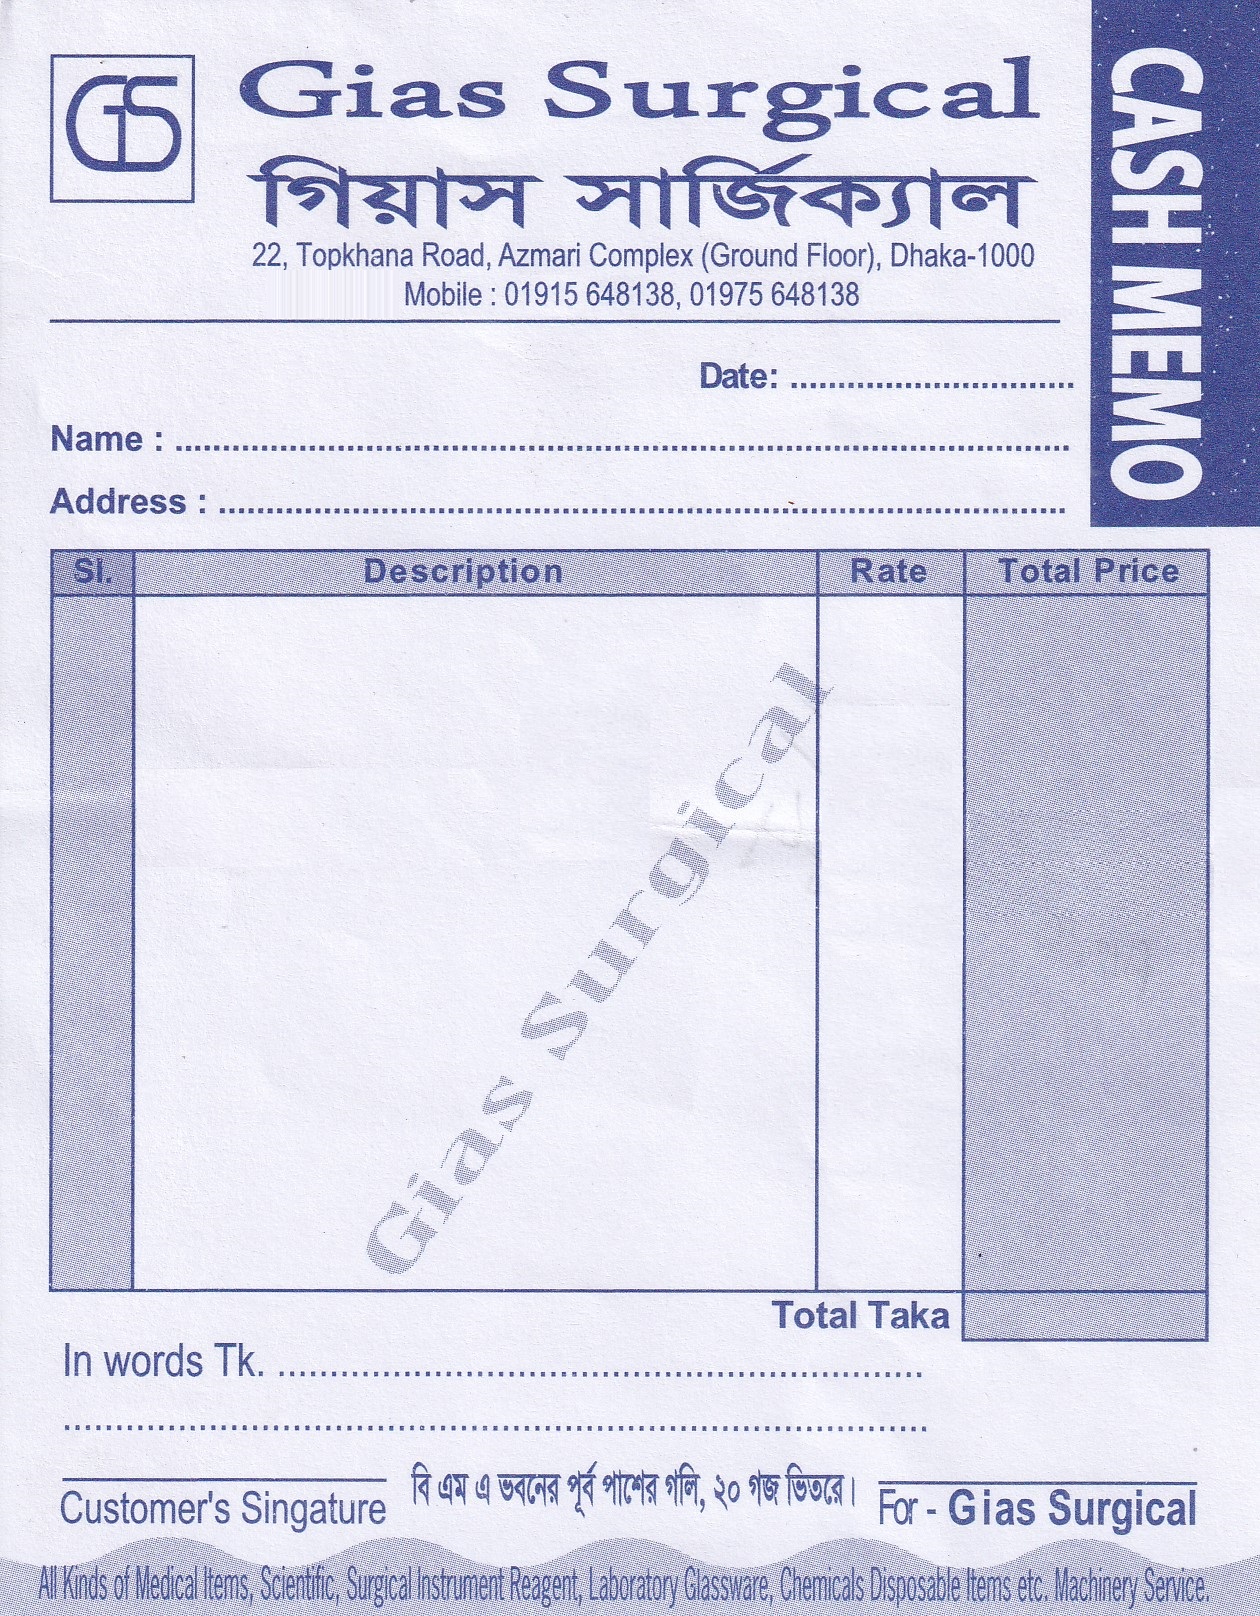 GS
Gias Surgical
গিয়াস সার্জিক্যাল
22, Topkhana Road, Azmari Complex (Ground Floor), Dhaka-1000
Mobile : 01915 648138, 01975 648138
CASH MEMO
Date: ..............................
Name : ..............................
Address : ..............................
Sl. Description Rate Total Price
Gias Surgical
Total Taka
In words Tk. ..............................
Customer's Singature
বি এম এ ভবনের পূর্ব পাশের গলি, ২০ গজ ভিতরে।
For - Gias Surgical
All Kinds of Medical Items, Scientific, Surgical Instrument Reagent, Laboratory Glassware, Chemicals Disposable Items etc. Machinery Service.